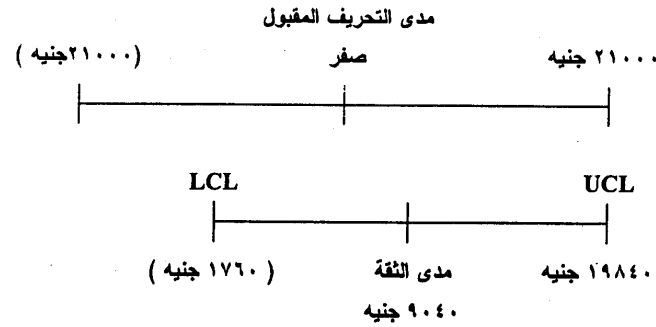 مدى التحريف المقبول
(٢١٠٠٠جنيه ) صفر ٢١٠٠٠ جنيه
LCL UCL
( ١٧٦٠ جنيه ) مدى الثقة ١٩٨٤٠ جنيه
٩٠٤٠ جنيه